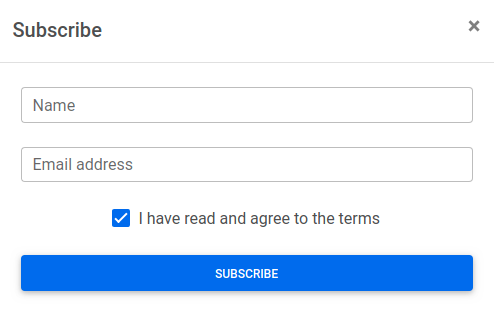 Subscribe
Name
Email address
I have read and agree to the terms
SUBSCRIBE